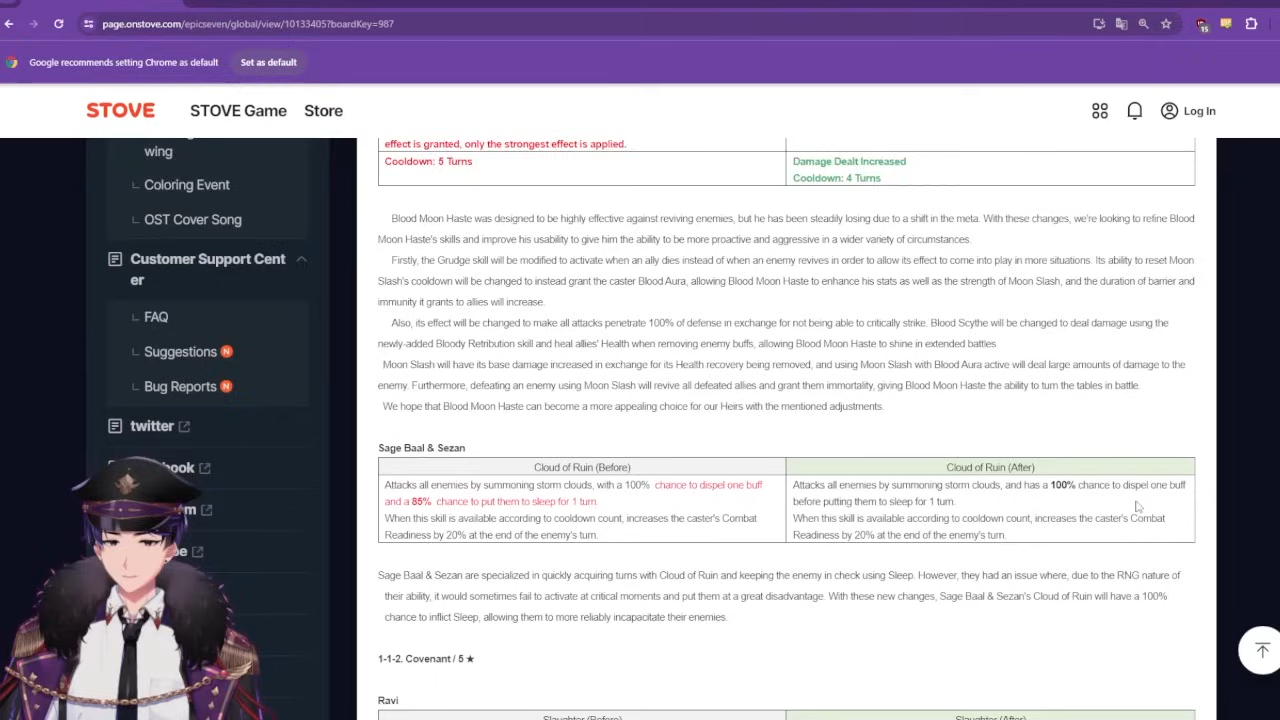 page.onstove.com/epicseven/global/view/10133405?boardKey=987
15
Google recommends setting Chrome as default
Set as default
STOVE
STOVE Game
Store
Log In
wing
Coloring Event
OST Cover Song
Customer Support Cent
er
FAQ
Suggestions N
Bug Reports N
twitter
effect is granted, only the strongest effect is applied.
Cooldown: 5 Turns
Damage Dealt Increased
Cooldown: 4 Turns
Blood Moon Haste was designed to be highly effective against reviving enemies, but he has been steadily losing due to a shift in the meta. With these changes, we're looking to refine Blood
Moon Haste's skills and improve his usability to give him the ability to be more proactive and aggressive in a wider variety of circumstances.
Firstly, the Grudge skill will be modified to activate when an ally dies instead of when an enemy revives in order to allow its effect to come into play in more situations. Its ability to reset Moon
Slash's cooldown will be changed to instead grant the caster Blood Aura, allowing Blood Moon Haste to enhance his stats as well as the strength of Moon Slash, and the duration of barrier and
immunity it grants to allies will increase.
Also, its effect will be changed to make all attacks penetrate 100% of defense in exchange for not being able to critically strike. Blood Scythe will be changed to deal damage using the
newly-added Bloody Retribution skill and heal allies' Health when removing enemy buffs, allowing Blood Moon Haste to shine in extended battles
Moon Slash will have its base damage increased in exchange for its Health recovery being removed, and using Moon Slash with Blood Aura active will deal large amounts of damage to the
enemy. Furthermore, defeating an enemy using Moon Slash will revive all defeated allies and grant them immortality, giving Blood Moon Haste the ability to turn the tables in battle.
We hope that Blood Moon Haste can become a more appealing choice for our Heirs with the mentioned adjustments.
Sage Baal & Sezan
Cloud of Ruin (Before)
Cloud of Ruin (After)
Attacks all enemies by summoning storm clouds, with a 100% chance to dispel one buff
and a 85% chance to put them to sleep for 1 turn.
When this skill is available according to cooldown count, increases the caster's Combat
Readiness by 20% at the end of the enemy's turn.
Attacks all enemies by summoning storm clouds, and has a 100% chance to dispel one buff
before putting them to sleep for 1 turn.
When this skill is available according to cooldown count, increases the caster's Combat
Readiness by 20% at the end of the enemy's turn.
Sage Baal & Sezan are specialized in quickly acquiring turns with Cloud of Ruin and keeping the enemy in check using Sleep. However, they had an issue where, due to the RNG nature of
their ability, it would sometimes fail to activate at critical moments and put them at a great disadvantage. With these new changes, Sage Baal & Sezan's Cloud of Ruin will have a 100%
chance to inflict Sleep, allowing them to more reliably incapacitate their enemies.
1-1-2. Covenant / 5 ★
Ravi
Slaughter (Before)
Slaughter (After)